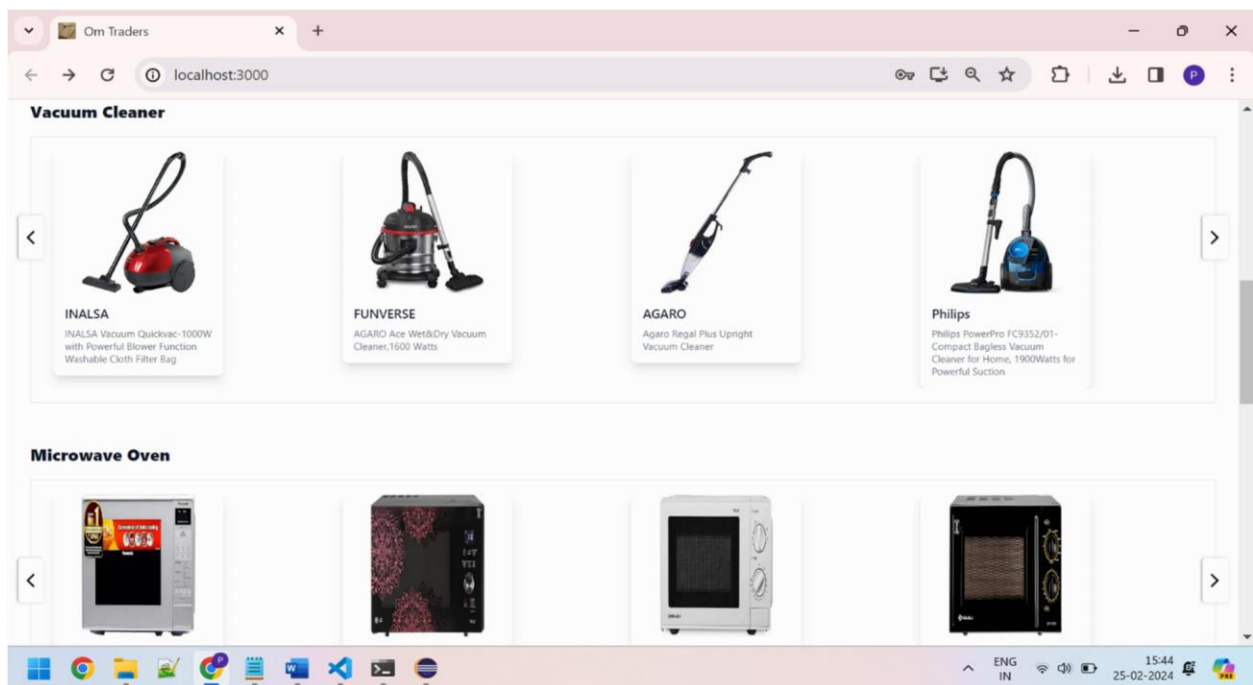 Om Traders
localhost:3000
P
Vacuum Cleaner
INALSA
INALSA Vacuum Quickvac-1000W
with Powerful Blower Function
Washable Cloth Filter Bag
FUNVERSE
AGARO Ace Wet&Dry Vacuum
Cleaner,1600 Watts
AGARO
Agaro Regal Plus Upright
Vacuum Cleaner
Philips
Philips PowerPro FC9352/01-
Compact Bagless Vacuum
Cleaner for Home, 1900Watts for
Powerful Suction
Microwave Oven
ENG
IN
15:44
25-02-2024
PRE